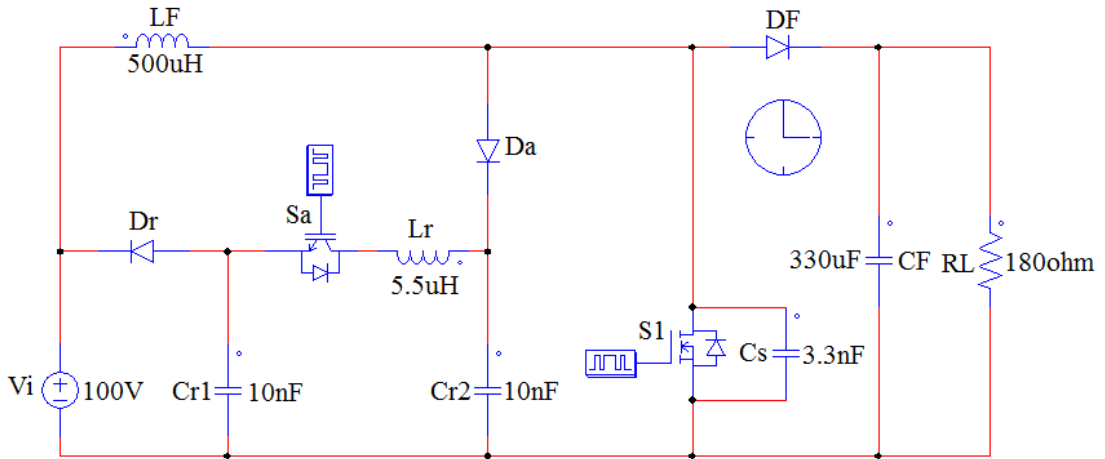 LF
500uH
DF
Da
Sa
Dr
Lr
5.5uH
Vi 100V
Cr1 10nF
Cr2 10nF
S1
Cs 3.3nF
330uF CF
RL 180ohm